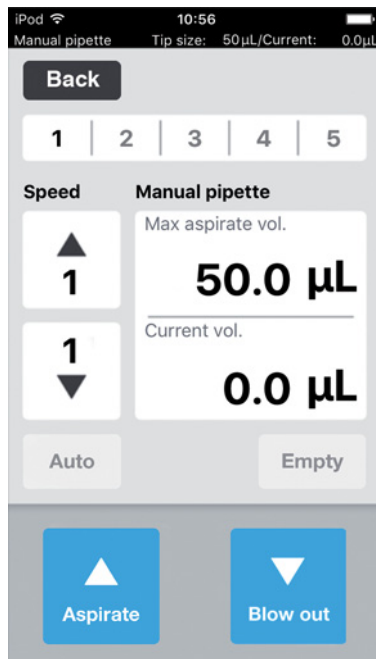 iPod 10:56
Manual pipette Tip size: 50µL/Current: 0.0µL
Back
1 2 3 4 5
Speed Manual pipette
Max aspirate vol.
1 50.0 µL
Current vol.
1
0.0 µL
Auto Empty
Aspirate Blow out